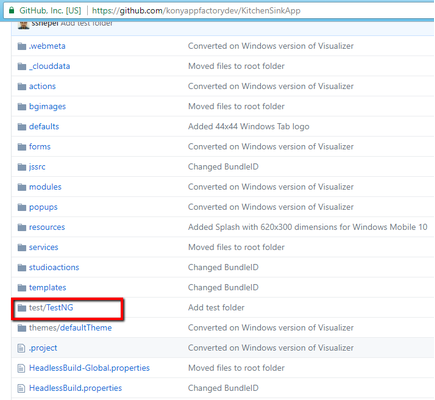 GitHub, Inc. [US] https://github.com/konyappfactorydev/KitchenSinkApp
Add test folder
.webmeta Converted on Windows version of Visualizer
_clouddata Moved files to root folder
actions Converted on Windows version of Visualizer
bgimages Moved files to root folder
defaults Added 44x44 Windows Tab logo
forms Converted on Windows version of Visualizer
jssrc Changed BundleID
modules Converted on Windows version of Visualizer
popups Converted on Windows version of Visualizer
resources Added Splash with 620x300 dimensions for Windows Mobile 10
services Moved files to root folder
studioactions Changed BundleID
templates Changed BundleID
test/TestNG Add test folder
themes/defaultTheme Converted on Windows version of Visualizer
.project Converted on Windows version of Visualizer
HeadlessBuild-Global.properties Moved files to root folder
HeadlessBuild.properties Changed BundleID